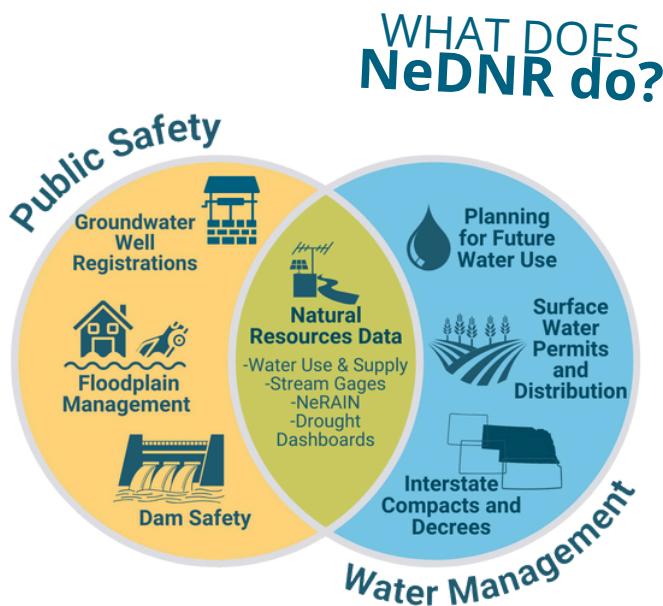 WHAT DOES
NeDNR do?
Public Safety
Groundwater
Well
Registrations
Floodplain
Management
Dam Safety
Natural
Resources Data
-Water Use & Supply
-Stream Gages
-NeRAIN
-Drought
Dashboards
Planning
for Future
Water Use
Surface
Water
Permits
and
Distribution
Interstate
Compacts and
Decrees
Water Management